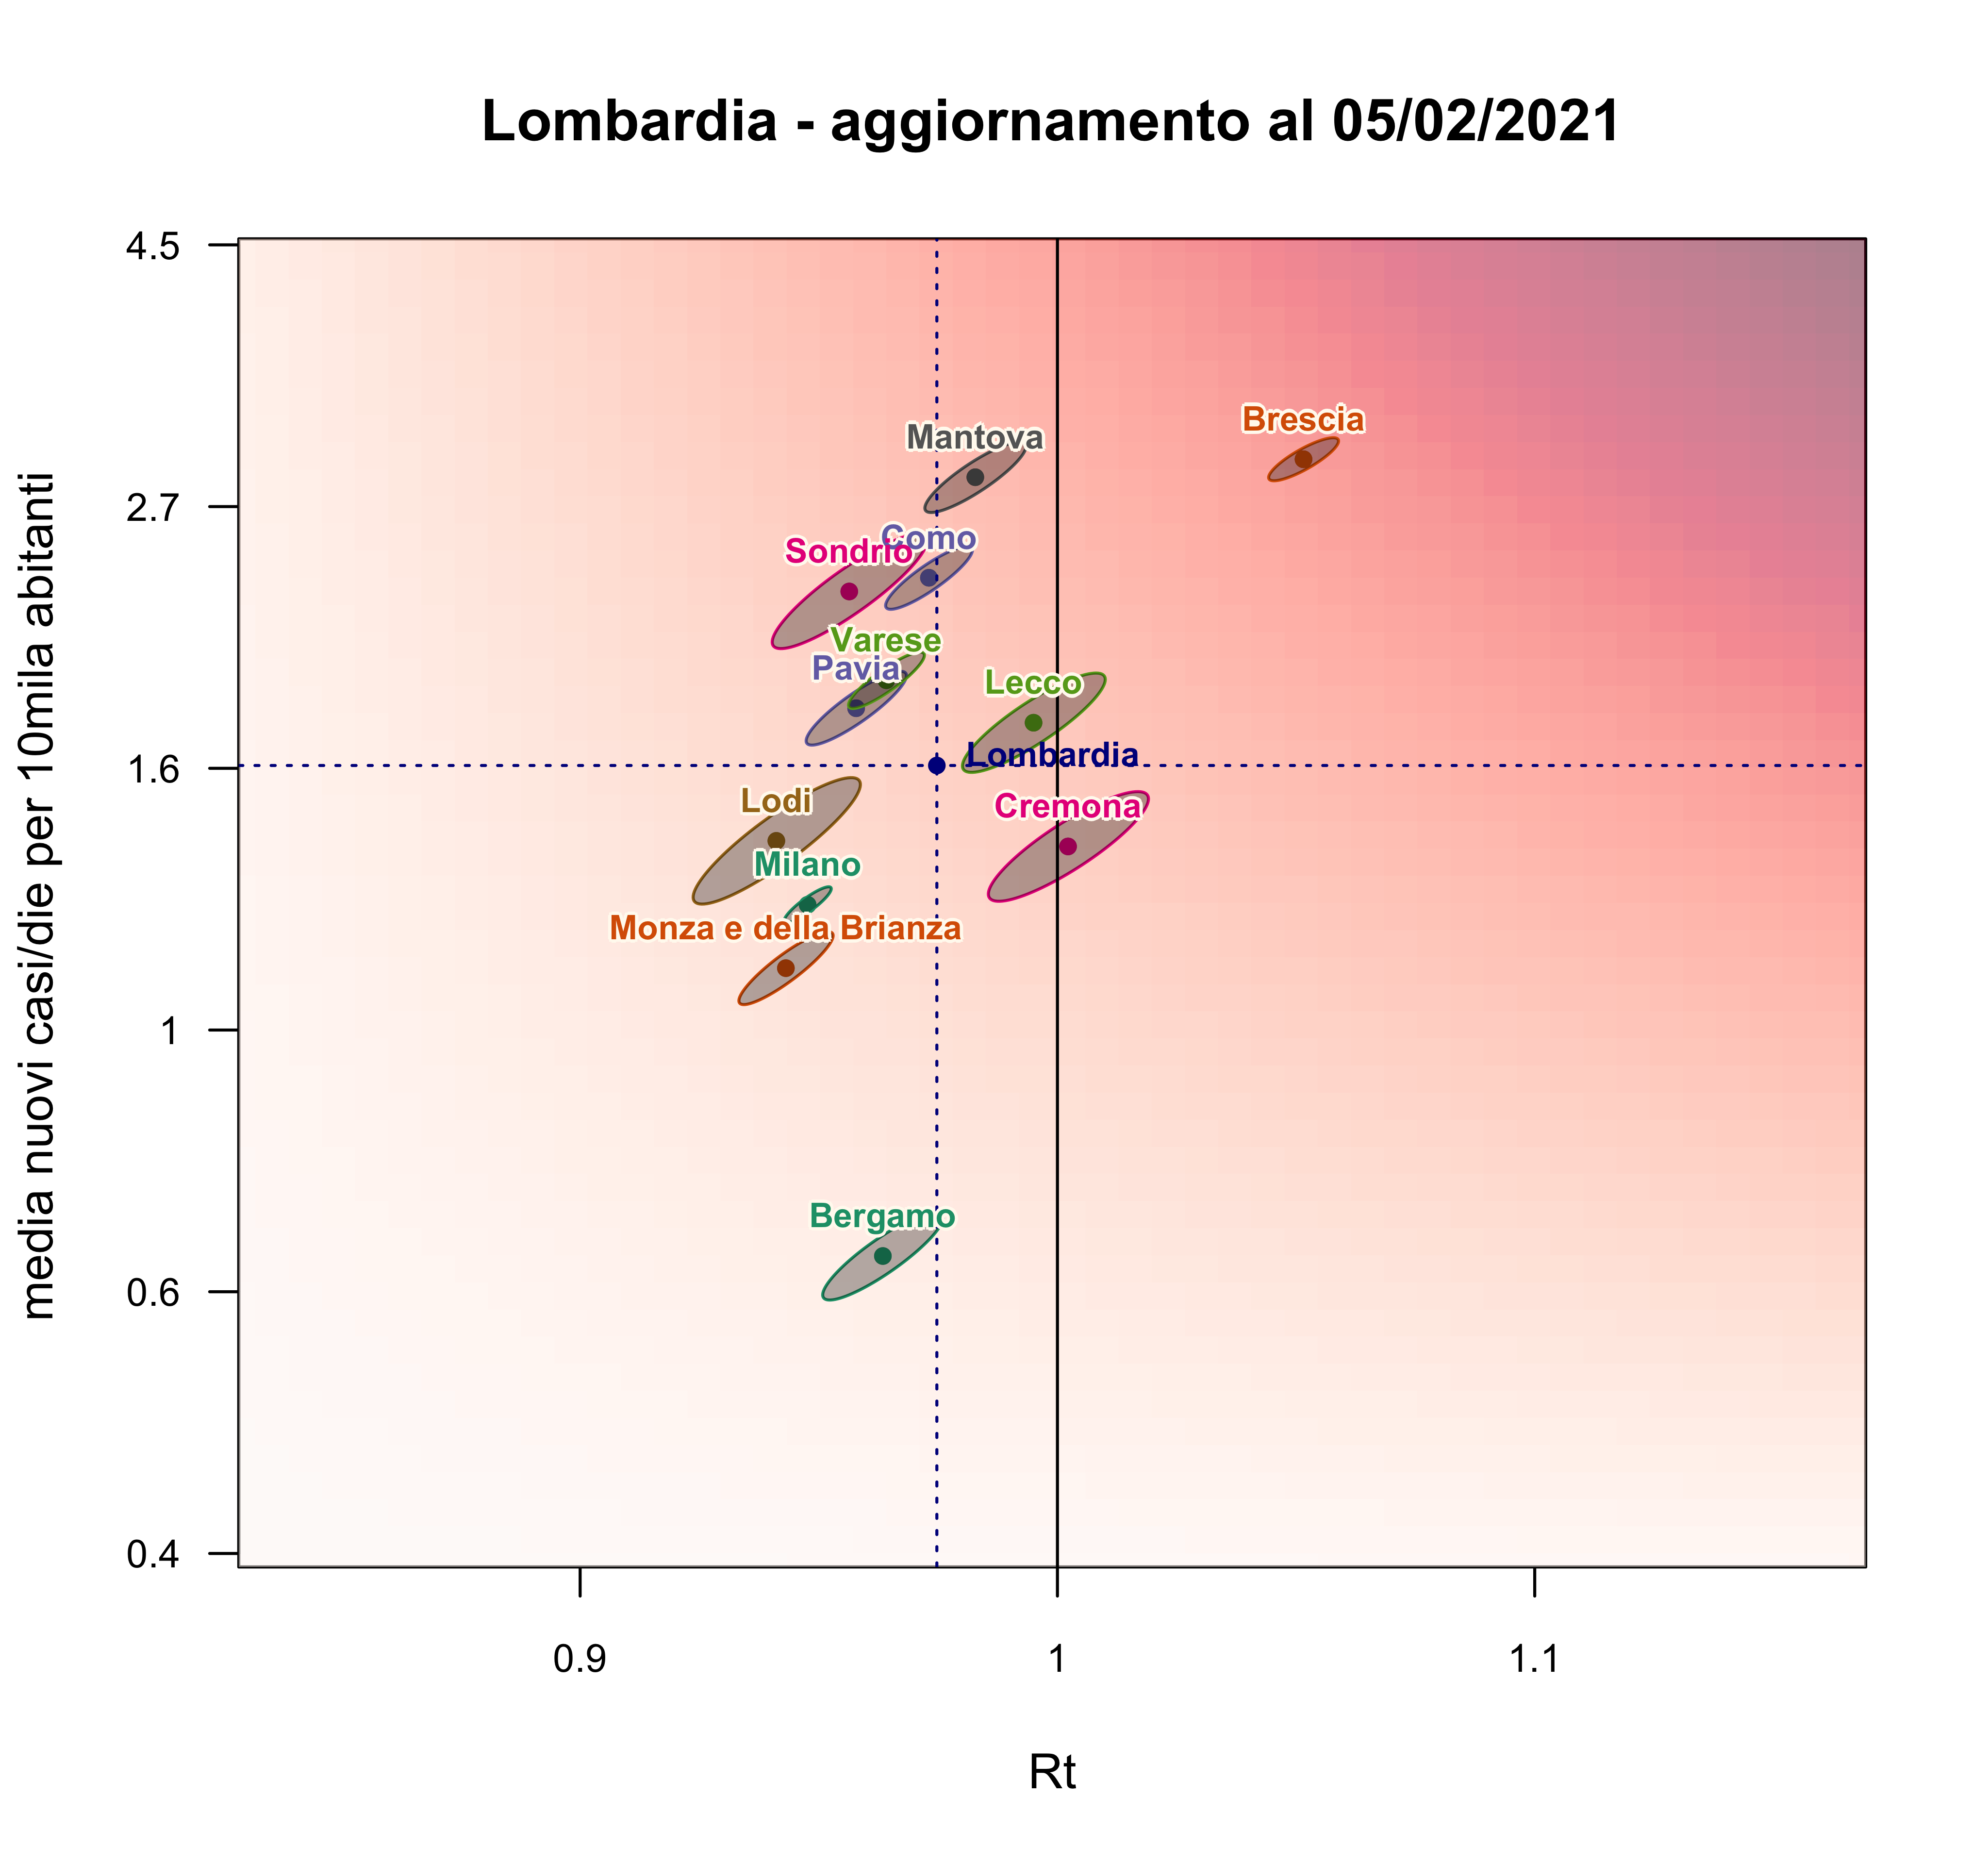 Lombardia - aggiornamento al 05/02/2021
media nuovi casi/die per 10mila abitanti
4.5
2.7
1.6
1
0.6
0.4
Brescia
Mantova
Como
Sondrio
Varese
Pavia
Lecco
Lombardia
Lodi
Cremona
Milano
Monza e della Brianza
Bergamo
0.9
1
1.1
Rt